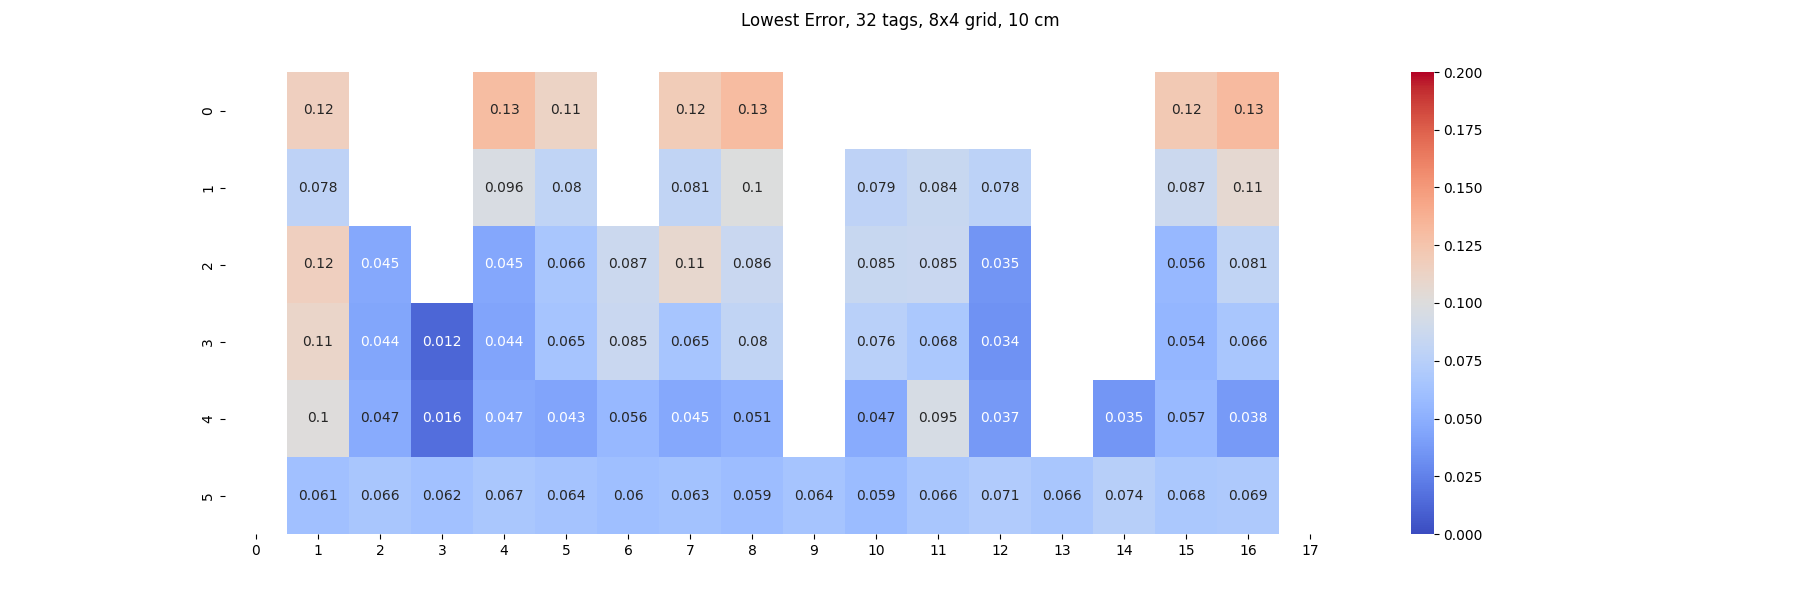 Lowest Error, 32 tags, 8x4 grid, 10 cm
0 0.12 0.13 0.11 0.12 0.13 0.12 0.13
1 0.078 0.096 0.08 0.081 0.1 0.079 0.084 0.078 0.087 0.11
2 0.12 0.045 0.045 0.066 0.087 0.11 0.086 0.085 0.085 0.035 0.056 0.081
3 0.11 0.044 0.012 0.044 0.065 0.085 0.065 0.08 0.076 0.068 0.034 0.054 0.066
4 0.1 0.047 0.016 0.047 0.043 0.056 0.045 0.051 0.047 0.095 0.037 0.035 0.057 0.038
5 0.061 0.066 0.062 0.067 0.064 0.06 0.063 0.059 0.064 0.059 0.066 0.071 0.066 0.074 0.068 0.069
0 1 2 3 4 5 6 7 8 9 10 11 12 13 14 15 16 17
0.200
0.175
0.150
0.125
0.100
0.075
0.050
0.025
0.000